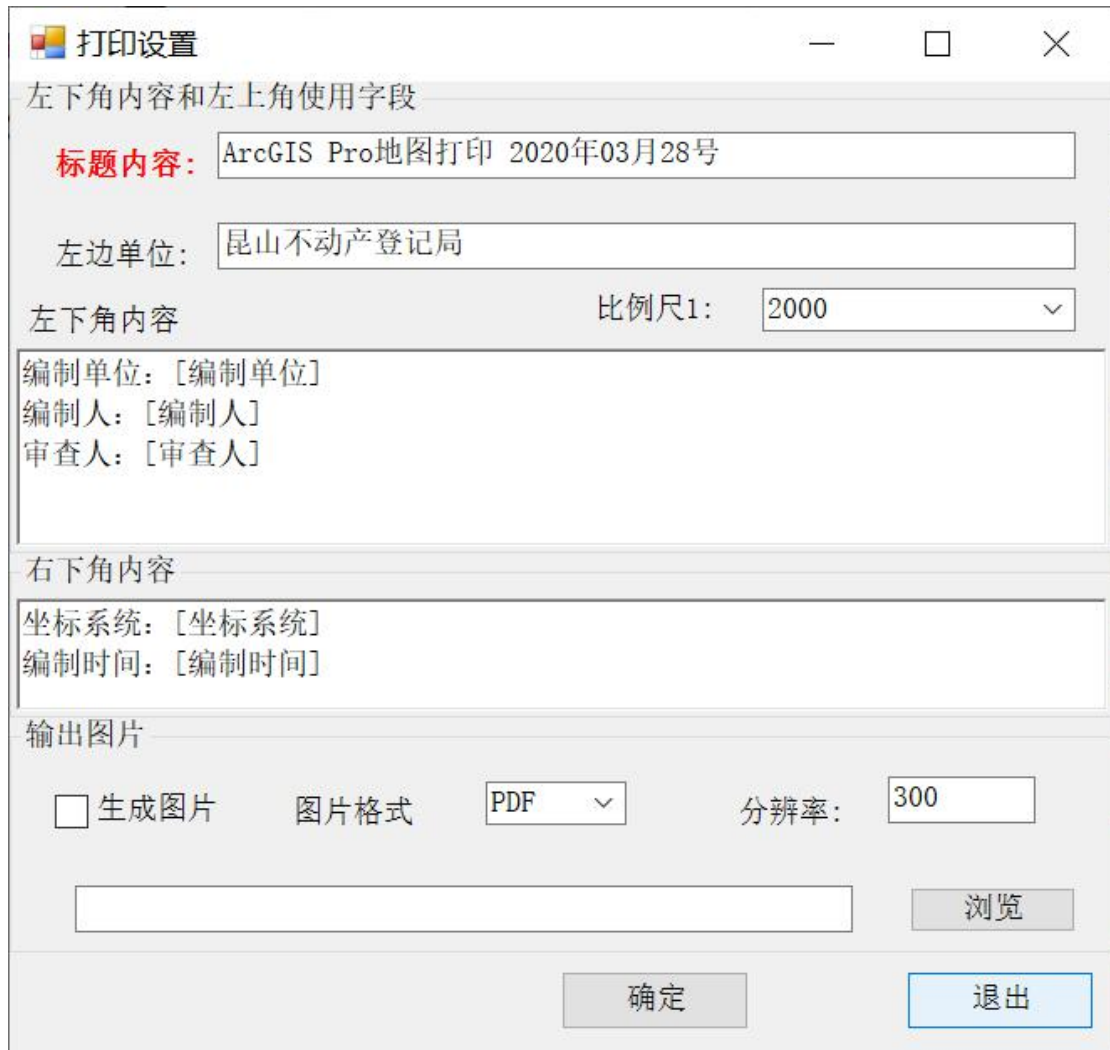 打印设置
左下角内容和左上角使用字段
标题内容: ArcGIS Pro地图打印 2020年03月28号
左边单位: 昆山不动产登记局
左下角内容 比例尺1: 2000
编制单位：[编制单位]
编制人：[编制人]
审查人：[审查人]
右下角内容
坐标系统：[坐标系统]
编制时间：[编制时间]
输出图片
生成图片 图片格式 PDF 分辨率: 300
浏览
确定 退出